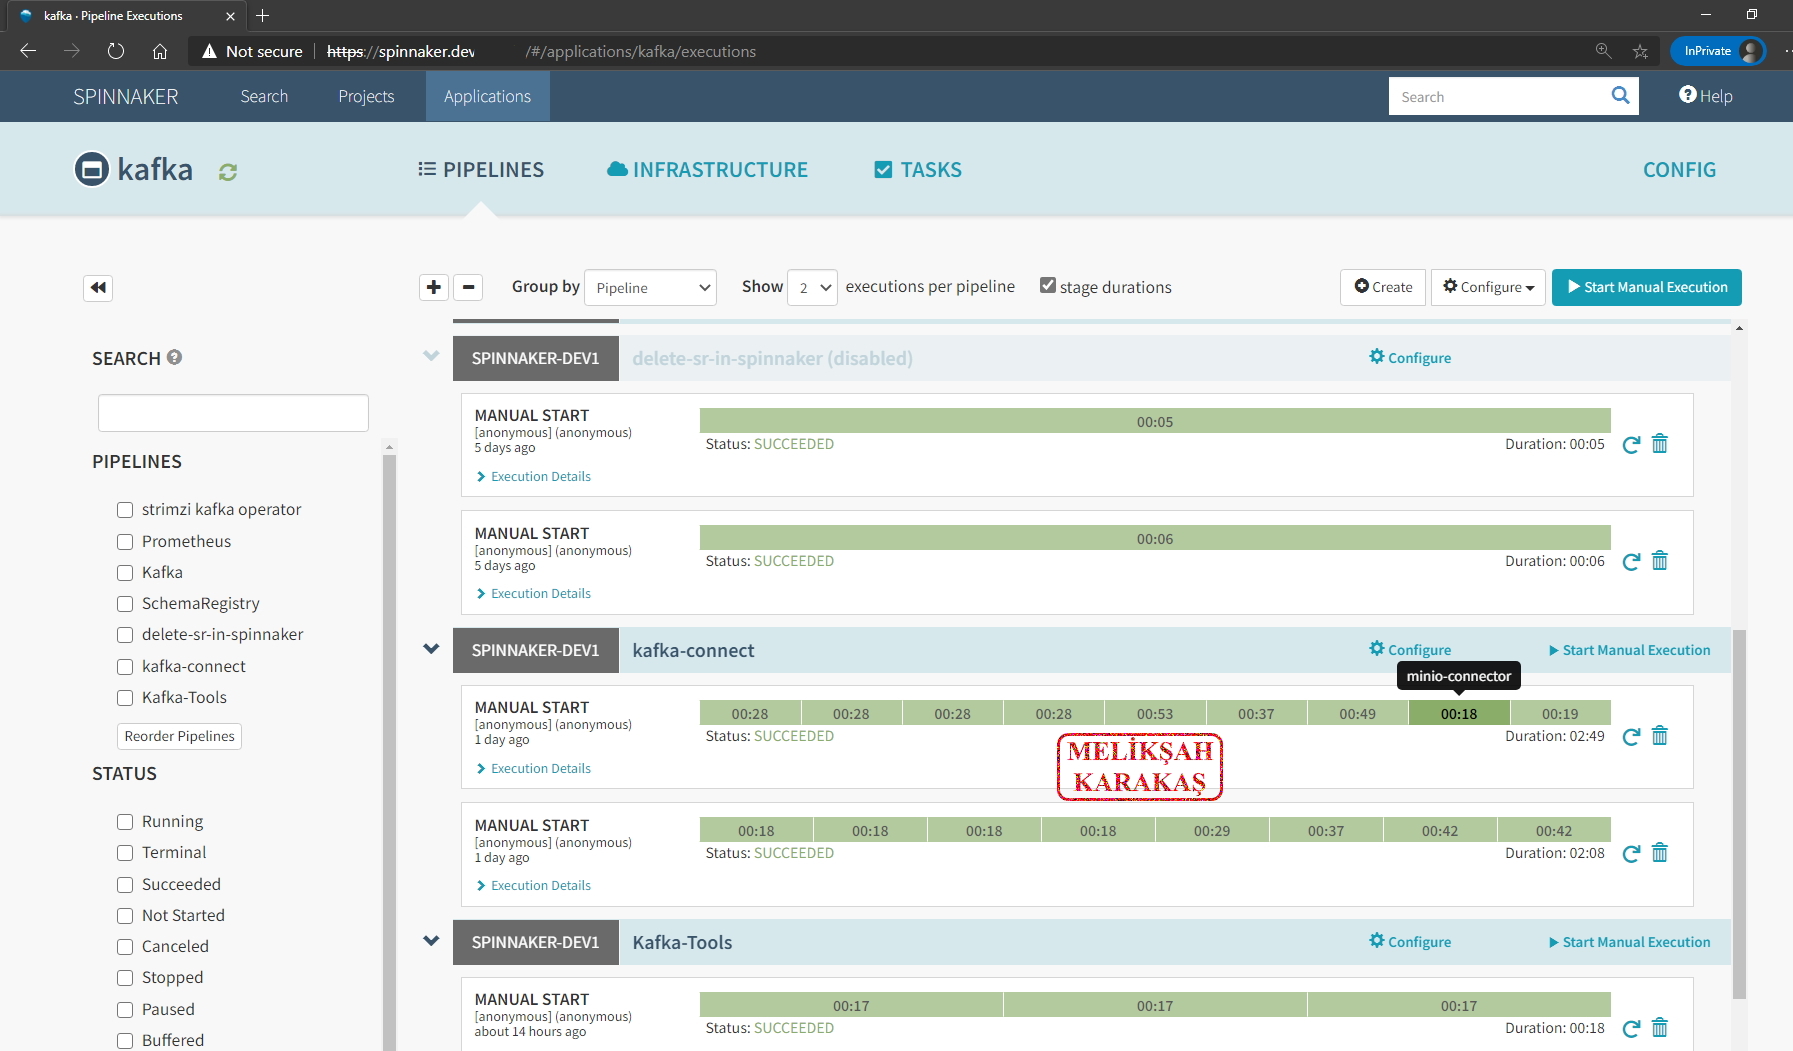 kafka · Pipeline Executions
Not secure
https://spinnaker.dev
/#/applications/kafka/executions
InPrivate
SPINNAKER
Search
Projects
Applications
Search
Help
kafka
PIPELINES
INFRASTRUCTURE
TASKS
CONFIG
Group by
Pipeline
Show
2
executions per pipeline
stage durations
Create
Configure
Start Manual Execution
SEARCH
PIPELINES
strimzi kafka operator
Prometheus
Kafka
SchemaRegistry
delete-sr-in-spinnaker
kafka-connect
Kafka-Tools
Reorder Pipelines
STATUS
Running
Terminal
Succeeded
Not Started
Canceled
Stopped
Paused
Buffered
SPINNAKER-DEV1
delete-sr-in-spinnaker (disabled)
Configure
MANUAL START
[anonymous] (anonymous)
5 days ago
Execution Details
00:05
Status: SUCCEEDED
Duration: 00:05
MANUAL START
[anonymous] (anonymous)
5 days ago
Execution Details
00:06
Status: SUCCEEDED
Duration: 00:06
SPINNAKER-DEV1
kafka-connect
Configure
Start Manual Execution
minio-connector
MANUAL START
[anonymous] (anonymous)
1 day ago
Execution Details
00:28 00:28 00:28 00:28 00:53 00:37 00:49 00:18 00:19
Status: SUCCEEDED
Duration: 02:49
MELİKŞAH
KARAKAŞ
MANUAL START
[anonymous] (anonymous)
1 day ago
Execution Details
00:18 00:18 00:18 00:18 00:29 00:37 00:42 00:42
Status: SUCCEEDED
Duration: 02:08
SPINNAKER-DEV1
Kafka-Tools
Configure
Start Manual Execution
MANUAL START
[anonymous] (anonymous)
about 14 hours ago
00:17 00:17 00:17
Status: SUCCEEDED
Duration: 00:18